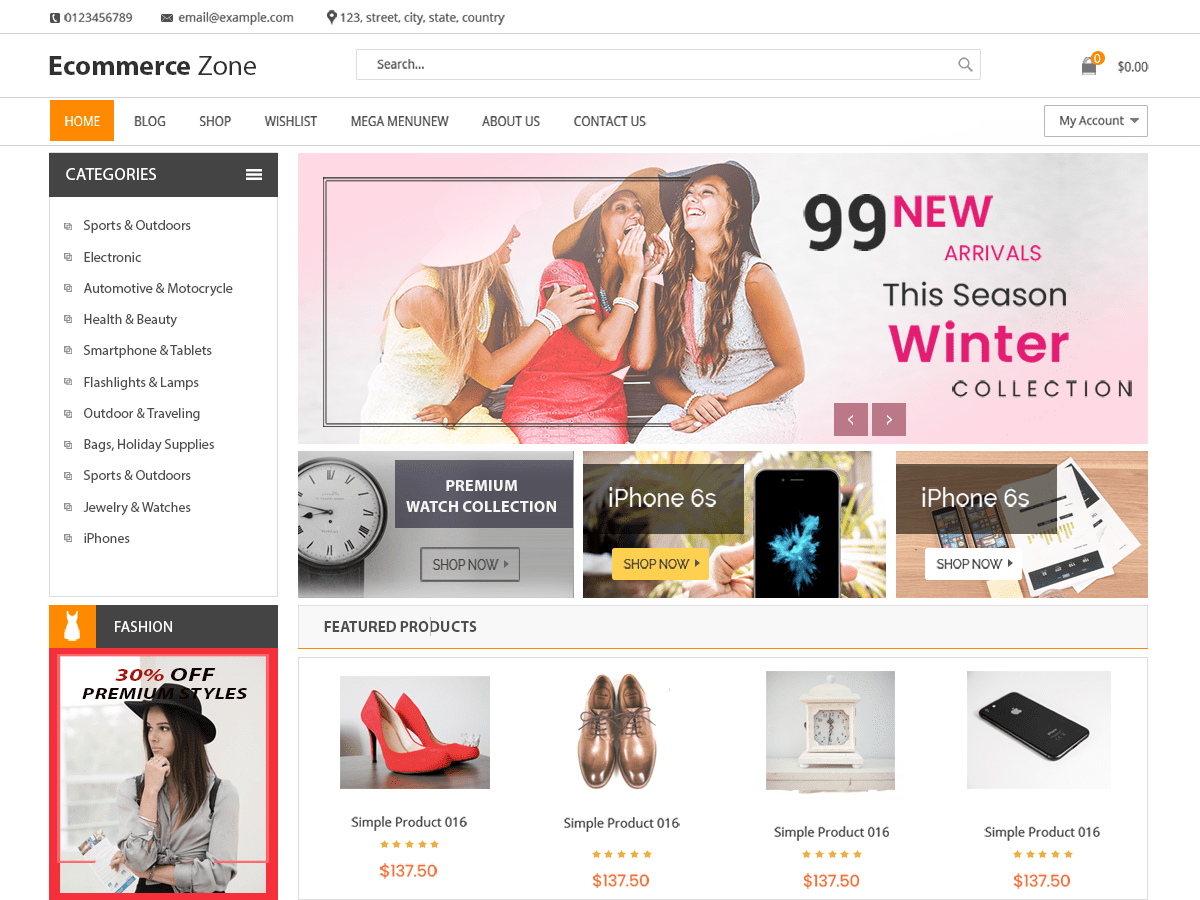 0123456789 email@example.com 123, street, city, state, country
Ecommerce Zone
Search...
0 $0.00
HOME BLOG SHOP WISHLIST MEGA MENUNEW ABOUT US CONTACT US
My Account
CATEGORIES
Sports & Outdoors
Electronic
Automotive & Motocrycle
Health & Beauty
Smartphone & Tablets
Flashlights & Lamps
Outdoor & Traveling
Bags, Holiday Supplies
Sports & Outdoors
Jewelry & Watches
iPhones
99 NEW
ARRIVALS
This Season
Winter
COLLECTION
< >
PREMIUM
WATCH COLLECTION
SHOP NOW
iPhone 6s
SHOP NOW
iPhone 6s
SHOP NOW
FASHION
30% OFF
PREMIUM STYLES
FEATURED PRODUCTS
Simple Product 016
$137.50
Simple Product 016
$137.50
Simple Product 016
$137.50
Simple Product 016
$137.50